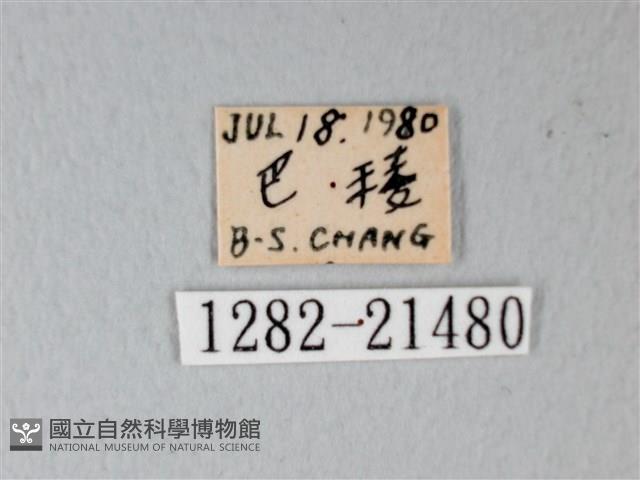 JUL 18. 1980
巴 . 稜
B-S. CHANG
1282-21480
國立自然科學博物館
NATIONAL MUSEUM OF NATURAL SCIENCE